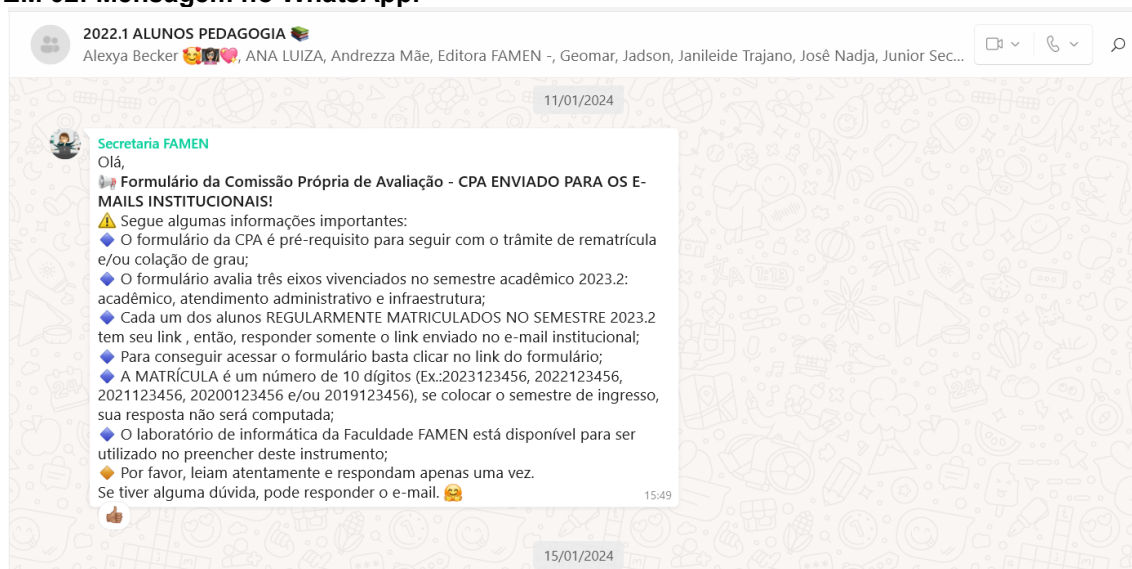 2022.1 ALUNOS PEDAGOGIA 📚
Alexya Becker 🥰👩🏻‍🏫💖, ANA LUIZA, Andrezza Mãe, Editora FAMEN -, Geomar, Jadson, Janileide Trajano, José Nadja, Junior Sec...
11/01/2024
Secretaria FAMEN
Olá,
📢 Formulário da Comissão Própria de Avaliação - CPA ENVIADO PARA OS E-
MAILS INSTITUCIONAIS!
⚠️ Segue algumas informações importantes:
🔷 O formulário da CPA é pré-requisito para seguir com o trâmite de rematrícula
e/ou colação de grau;
🔷 O formulário avalia três eixos vivenciados no semestre acadêmico 2023.2:
acadêmico, atendimento administrativo e infraestrutura;
🔷 Cada um dos alunos REGULARMENTE MATRICULADOS NO SEMESTRE 2023.2
tem seu link , então, responder somente o link enviado no e-mail institucional;
🔷 Para conseguir acessar o formulário basta clicar no link do formulário;
🔷 A MATRÍCULA é um número de 10 dígitos (Ex.:2023123456, 2022123456,
2021123456, 20200123456 e/ou 2019123456), se colocar o semestre de ingresso,
sua resposta não será computada;
🔷 O laboratório de informática da Faculdade FAMEN está disponível para ser
utilizado no preencher deste instrumento;
🔶 Por favor, leiam atentamente e respondam apenas uma vez.
Se tiver alguma dúvida, pode responder o e-mail. 🤗
15:49
15/01/2024